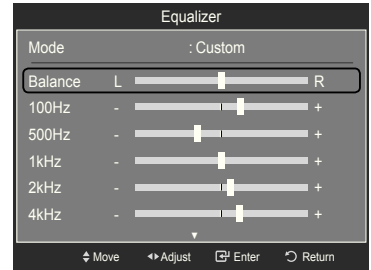 Equalizer
Mode : Custom
Balance L R
100Hz - +
500Hz - +
1kHz - +
2kHz - +
4kHz - +
Move Adjust Enter Return